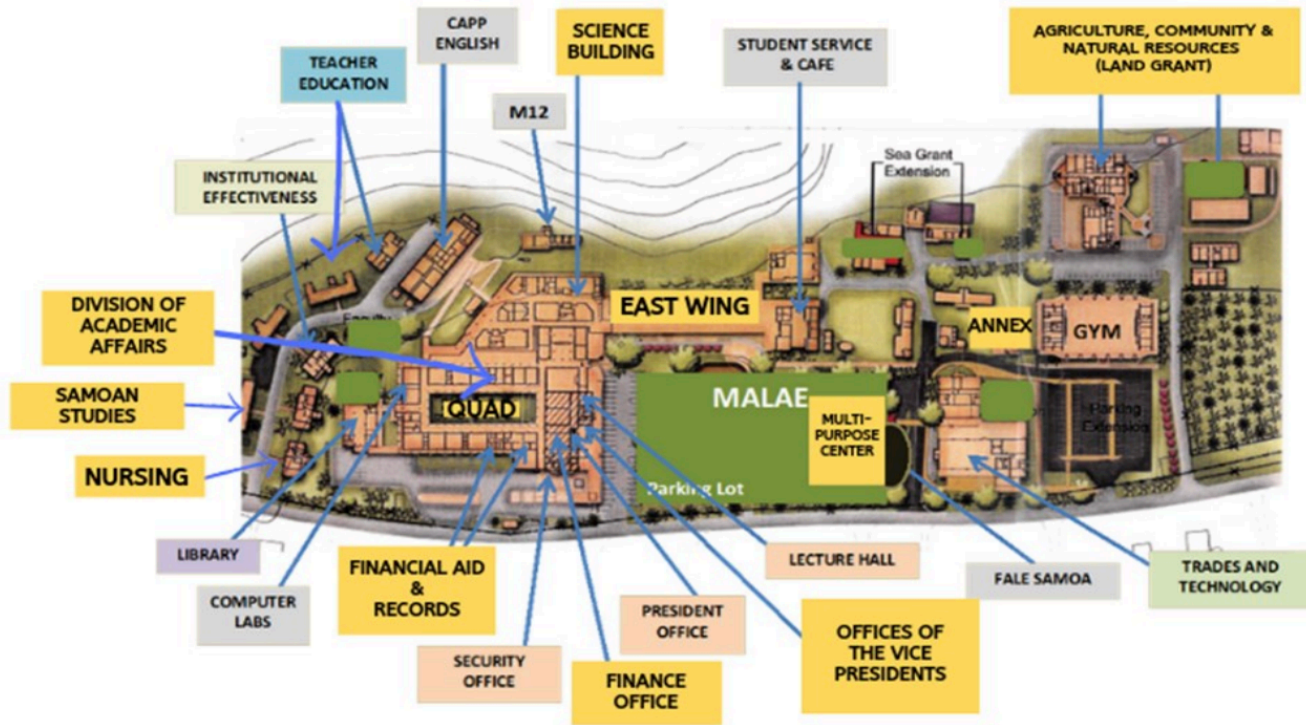 CAPP
ENGLISH
SCIENCE
BUILDING
STUDENT SERVICE
& CAFE
AGRICULTURE, COMMUNITY &
NATURAL RESOURCES
(LAND GRANT)
TEACHER
EDUCATION
M12
Sea Grant
Extension
INSTITUTIONAL
EFFECTIVENESS
DIVISION OF
ACADEMIC
AFFAIRS
EAST WING
ANNEX
GYM
SAMOAN
STUDIES
QUAD
MALAE
MULTI-
PURPOSE
CENTER
Parking
Extension
NURSING
Parking Lot
LIBRARY
FINANCIAL AID
&
RECORDS
LECTURE HALL
FALE SAMOA
TRADES AND
TECHNOLOGY
COMPUTER
LABS
PRESIDENT
OFFICE
OFFICES OF
THE VICE
PRESIDENTS
SECURITY
OFFICE
FINANCE
OFFICE